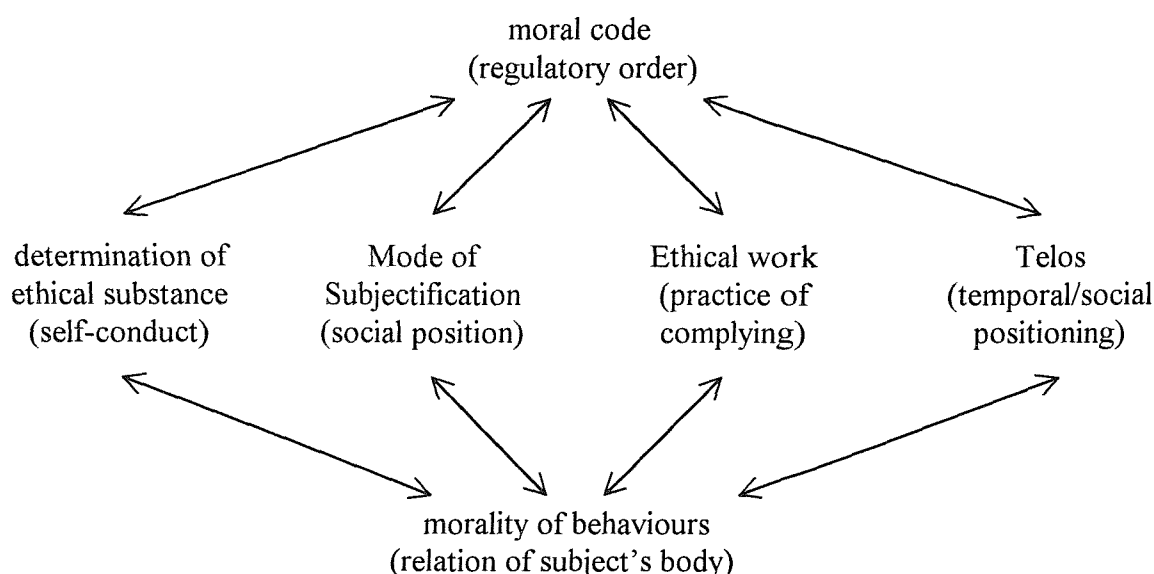 moral code
(regulatory order)
determination of
ethical substance
(self-conduct)
Mode of
Subjectification
(social position)
Ethical work
(practice of
complying)
Telos
(temporal/social
positioning)
morality of behaviours
(relation of subject's body)